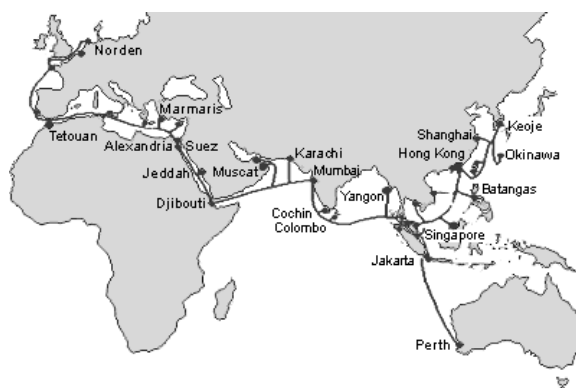 Norden
Marmaris
Tetouan
Alexandria
Suez
Jeddah
Muscat
Karachi
Mumbai
Djibouti
Yangon
Cochin
Colombo
Shanghai
Keoje
Hong Kong
Okinawa
Batangas
Singapore
Jakarta
Perth